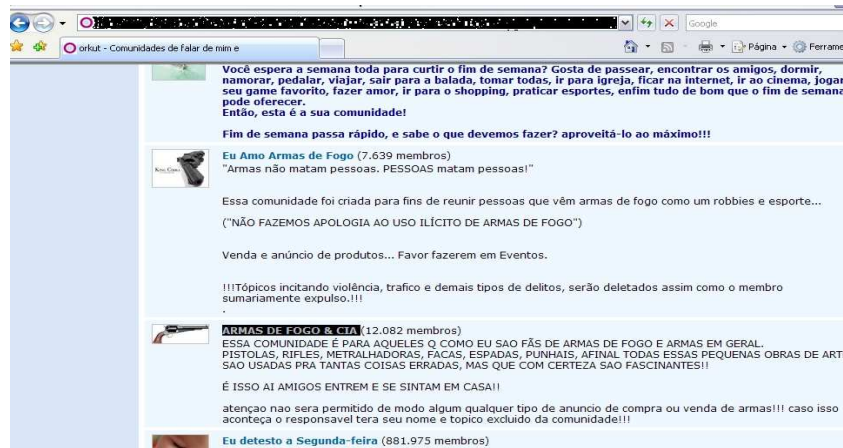 Google
orkut - Comunidades de falar de mim e
Página
Ferrame
Você espera a semana toda para curtir o fim de semana? Gosta de passear, encontrar os amigos, dormir,
namorar, pedalar, viajar, sair para a balada, tomar todas, ir para igreja, ficar na internet, ir ao cinema, jogar
seu game favorito, fazer amor, ir para o shopping, praticar esportes, enfim tudo de bom que o fim de semana
pode oferecer.
Então, esta é a sua comunidade!
Fim de semana passa rápido, e sabe o que devemos fazer? aproveitá-lo ao máximo!!!
Eu Amo Armas de Fogo (7.639 membros)
"Armas não matam pessoas. PESSOAS matam pessoas!"
Essa comunidade foi criada para fins de reunir pessoas que vêm armas de fogo como um robbies e esporte...
("NÃO FAZEMOS APOLOGIA AO USO ILÍCITO DE ARMAS DE FOGO")
Venda e anúncio de produtos... Favor fazerem em Eventos.
!!!Tópicos incitando violência, trafico e demais tipos de delitos, serão deletados assim como o membro
sumariamente expulso.!!!
.
ARMAS DE FOGO & CIA (12.082 membros)
ESSA COMUNIDADE É PARA AQUELES Q COMO EU SAO FÃS DE ARMAS DE FOGO E ARMAS EM GERAL.
PISTOLAS, RIFLES, METRALHADORAS, FACAS, ESPADAS, PUNHAIS, AFINAL TODAS ESSAS PEQUENAS OBRAS DE ART
SAO USADAS PRA TANTAS COISAS ERRADAS, MAS QUE COM CERTEZA SAO FASCINANTES!!
É ISSO AI AMIGOS ENTREM E SE SINTAM EM CASA!!
atençao nao sera permitido de modo algum qualquer tipo de anuncio de compra ou venda de armas!!! caso isso
aconteça o responsavel tera seu nome e topico excluido da comunidade!!!
Eu detesto a Segunda-feira (881.975 membros)